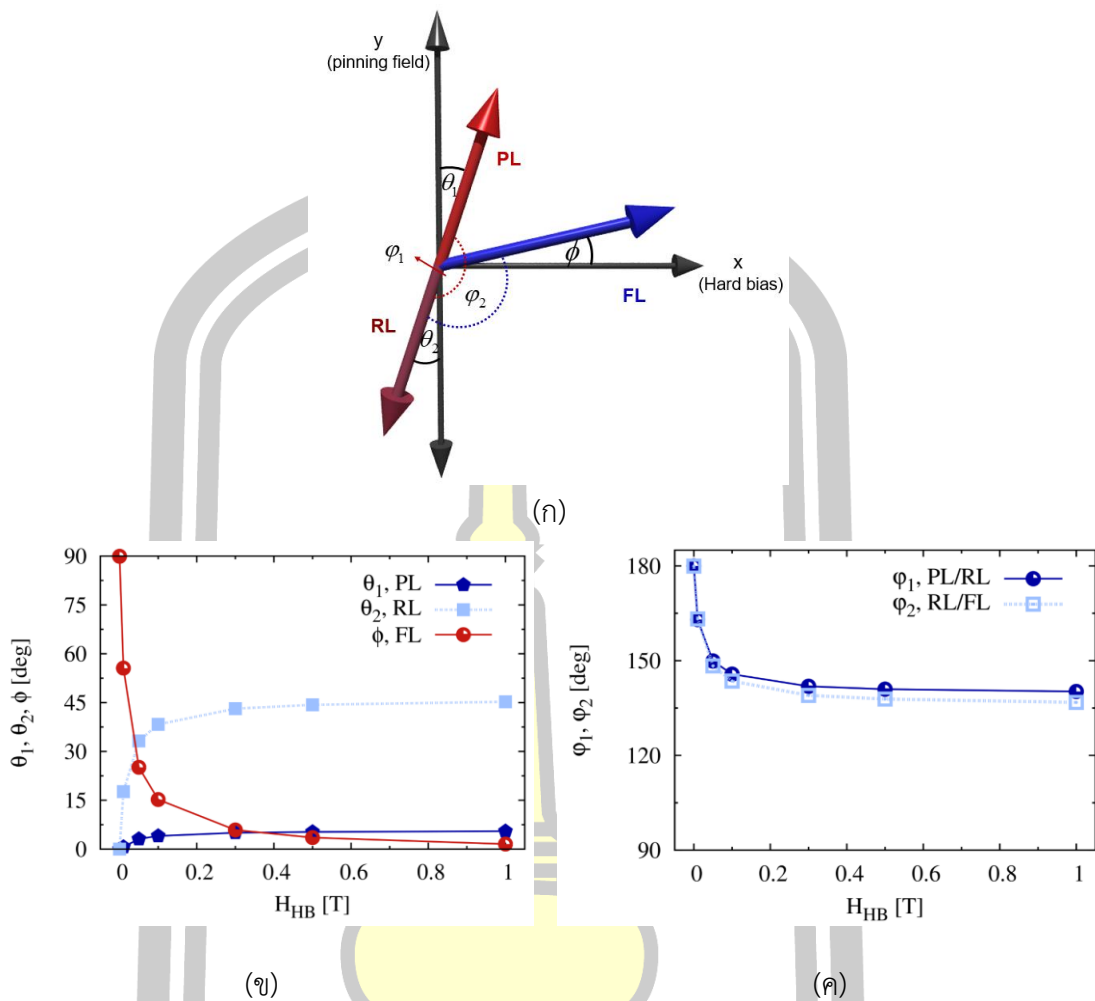 y
(pinning field)
PL
θ₁
φ₁
ϕ
x
(Hard bias)
φ₂
FL
RL
θ₂
(ก)
90
75
60
45
30
15
0
θ₁, θ₂, ϕ [deg]
θ₁, PL
θ₂, RL
ϕ, FL
0 0.2 0.4 0.6 0.8 1
H_HB [T]
(ข)
180
150
120
90
φ₁, φ₂ [deg]
φ₁, PL/RL
φ₂, RL/FL
0 0.2 0.4 0.6 0.8 1
H_HB [T]
(ค)